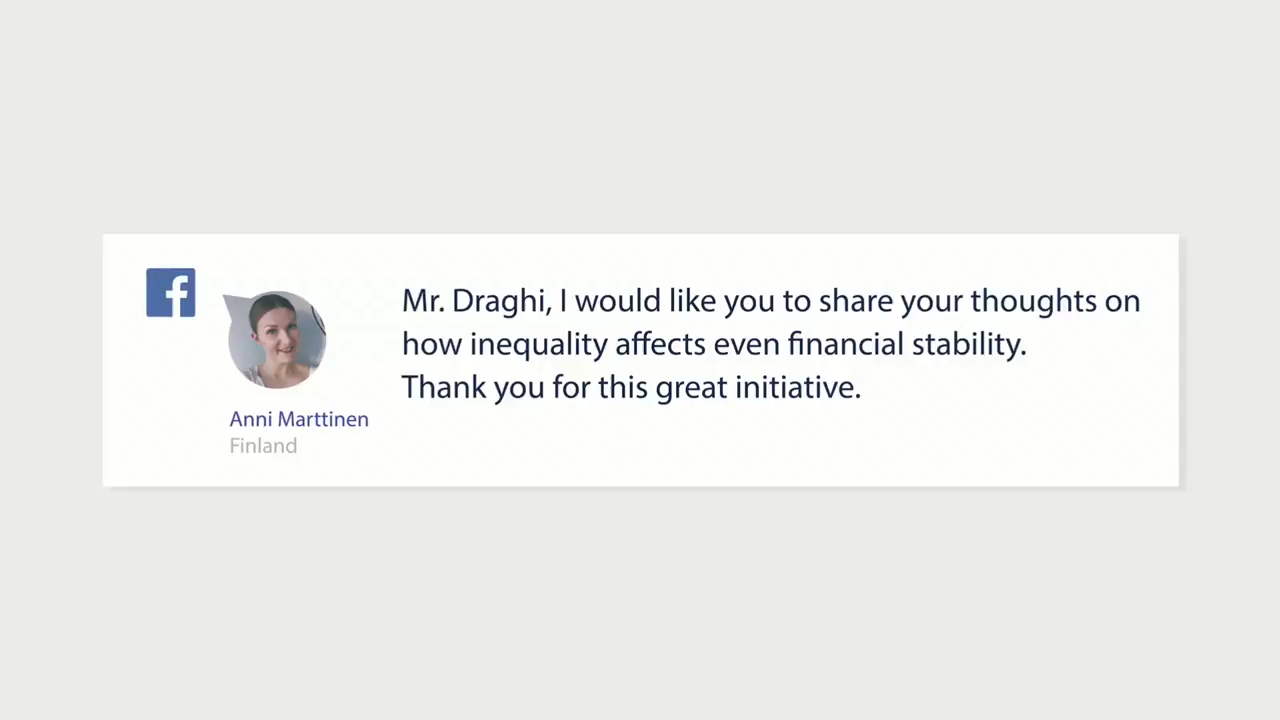 Mr. Draghi, I would like you to share your thoughts on
how inequality affects even financial stability.
Thank you for this great initiative.
Anni Marttinen
Finland